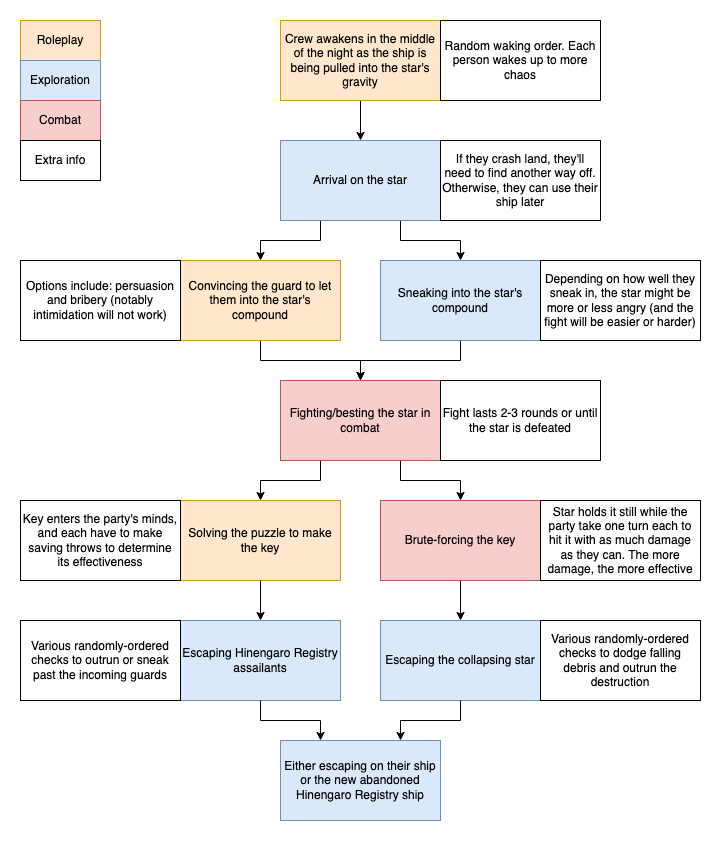 Roleplay
Exploration
Combat
Extra info
Crew awakens in the middle
of the night as the ship is
being pulled into the star's
gravity
Random waking order. Each
person wakes up to more
chaos
Arrival on the star
If they crash land, they'll
need to find another way off.
Otherwise, they can use their
ship later
Options include: persuasion
and bribery (notably
intimidation will not work)
Convincing the guard to let
them into the star's
compound
Sneaking into the star's
compound
Depending on how well they
sneak in, the star might be
more or less angry (and the
fight will be easier or harder)
Fighting/besting the star in
combat
Fight lasts 2-3 rounds or until
the star is defeated
Key enters the party's minds,
and each have to make
saving throws to determine
its effectiveness
Solving the puzzle to make
the key
Brute-forcing the key
Star holds it still while the
party take one turn each to
hit it with as much damage
as they can. The more
damage, the more effective
Various randomly-ordered
checks to outrun or sneak
past the incoming guards
Escaping Hinengaro Registry
assailants
Escaping the collapsing star
Various randomly-ordered
checks to dodge falling
debris and outrun the
destruction
Either escaping on their ship
or the new abandoned
Hinengaro Registry ship